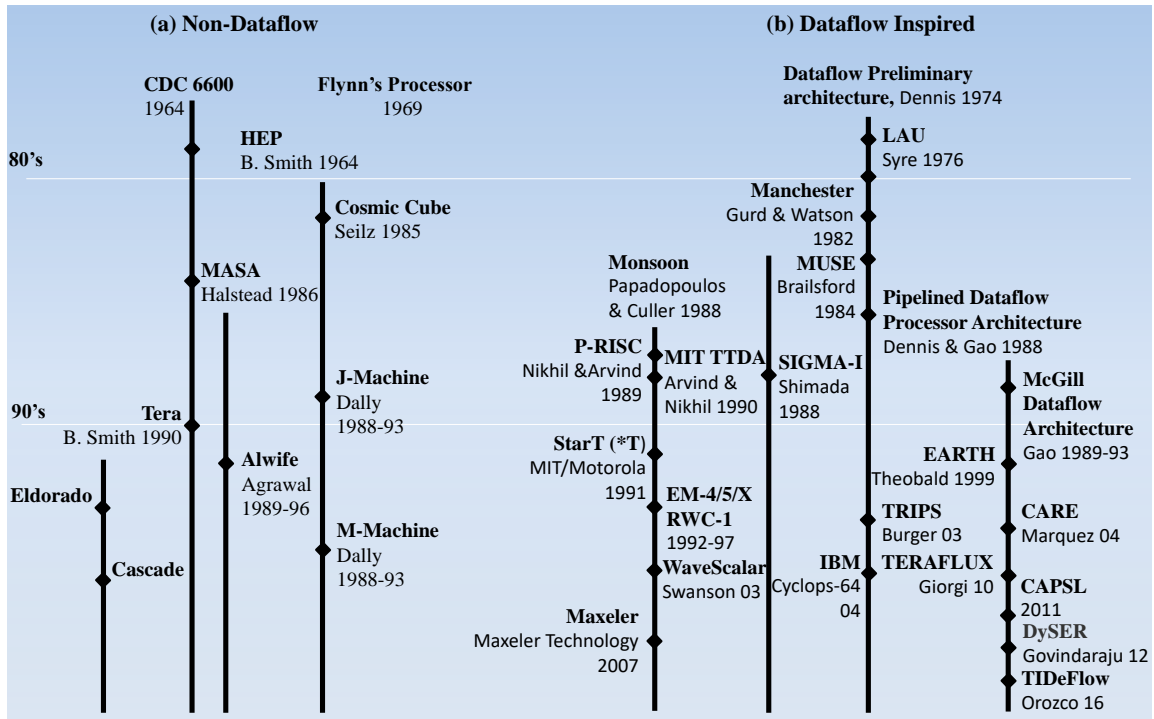 (a) Non-Dataflow
CDC 6600
1964
Flynn's Processor
1969
HEP
B. Smith 1964
80's
Cosmic Cube
Seilz 1985
MASA
Halstead 1986
J-Machine
Dally
1988-93
90's
Tera
B. Smith 1990
Alwife
Agrawal
1989-96
Eldorado
M-Machine
Dally
1988-93
Cascade
(b) Dataflow Inspired
Dataflow Preliminary
architecture, Dennis 1974
LAU
Syre 1976
Manchester
Gurd & Watson
1982
MUSE
Brailsford
1984
Monsoon
Papadopoulos
& Culler 1988
Pipelined Dataflow
Processor Architecture
Dennis & Gao 1988
P-RISC
Nikhil &Arvind
1989
MIT TTDA
Arvind &
Nikhil 1990
SIGMA-I
Shimada
1988
McGill
Dataflow
Architecture
Gao 1989-93
StarT (*T)
MIT/Motorola
1991
EARTH
Theobald 1999
EM-4/5/X
RWC-1
1992-97
TRIPS
Burger 03
CARE
Marquez 04
WaveScalar
Swanson 03
IBM
Cyclops-64
04
TERAFLUX
Giorgi 10
CAPSL
2011
Maxeler
Maxeler Technology
2007
DySER
Govindaraju 12
TIDeFlow
Orozco 16